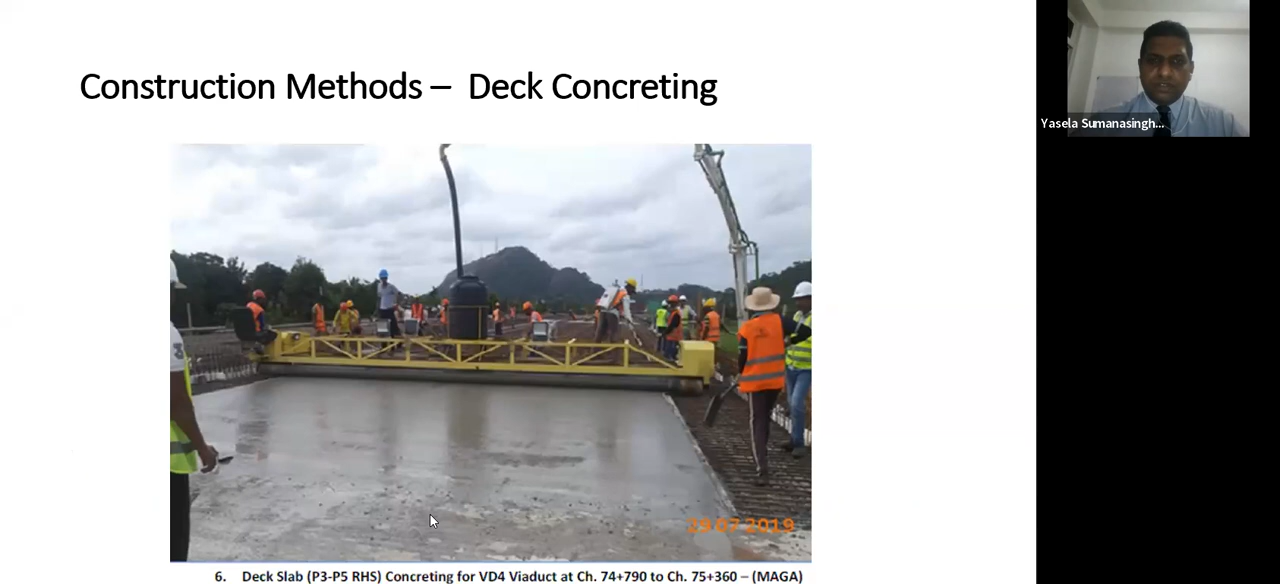 Construction Methods – Deck Concreting
Yasela Sumanasingh...
29 07 2019
6. Deck Slab (P3-P5 RHS) Concreting for VD4 Viaduct at Ch. 74+790 to Ch. 75+360 – (MAGA)